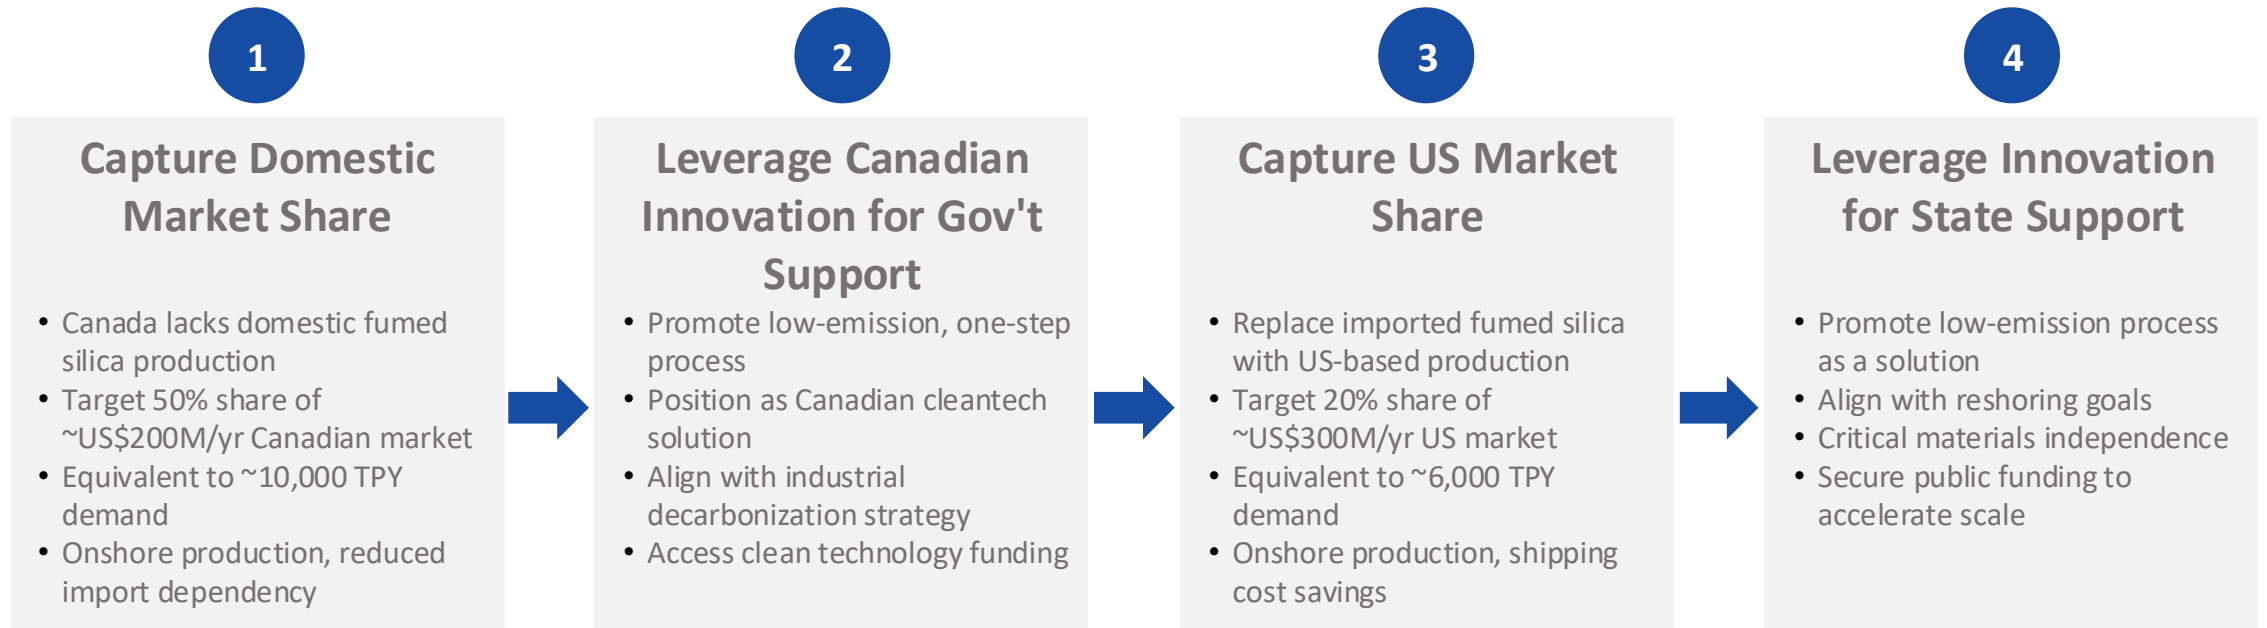 1
Capture Domestic
Market Share
• Canada lacks domestic fumed
silica production
• Target 50% share of
~US$200M/yr Canadian market
• Equivalent to ~10,000 TPY
demand
• Onshore production, reduced
import dependency
2
Leverage Canadian
Innovation for Gov't
Support
• Promote low-emission, one-step
process
• Position as Canadian cleantech
solution
• Align with industrial
decarbonization strategy
• Access clean technology funding
3
Capture US Market
Share
• Replace imported fumed silica
with US-based production
• Target 20% share of
~US$300M/yr US market
• Equivalent to ~6,000 TPY
demand
• Onshore production, shipping
cost savings
4
Leverage Innovation
for State Support
• Promote low-emission process
as a solution
• Align with reshoring goals
• Critical materials independence
• Secure public funding to
accelerate scale